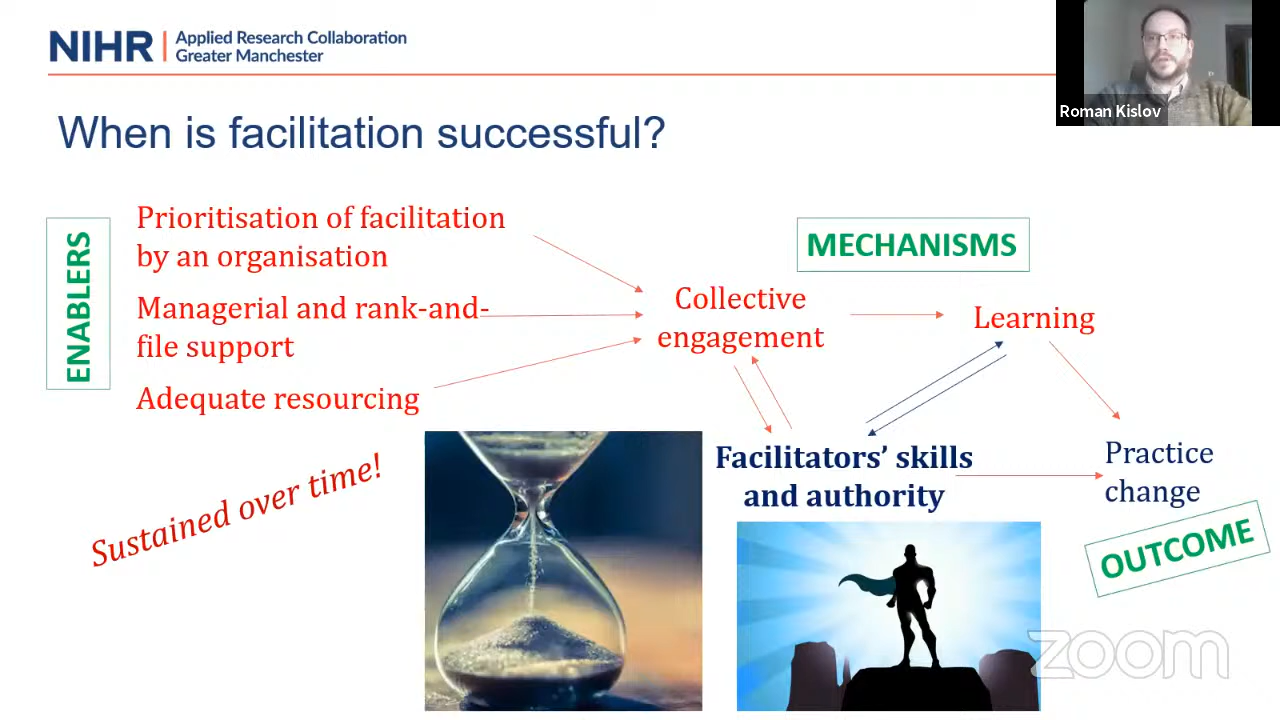 NIHR | Applied Research Collaboration
Greater Manchester
Roman Kislov
When is facilitation successful?
ENABLERS
Prioritisation of facilitation
by an organisation
Managerial and rank-and-
file support
Adequate resourcing
Sustained over time!
MECHANISMS
Collective
engagement
Learning
Facilitators’ skills
and authority
Practice
change
OUTCOME
zoom